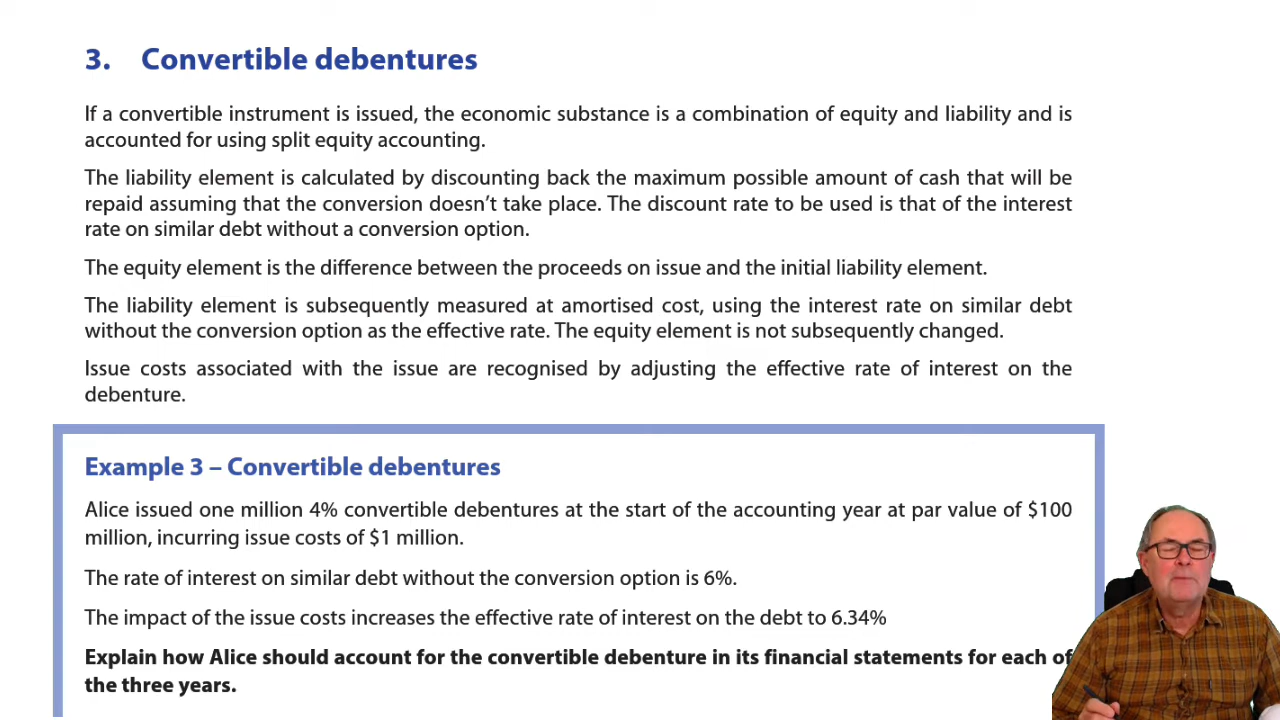 3. Convertible debentures
If a convertible instrument is issued, the economic substance is a combination of equity and liability and is
accounted for using split equity accounting.
The liability element is calculated by discounting back the maximum possible amount of cash that will be
repaid assuming that the conversion doesn't take place. The discount rate to be used is that of the interest
rate on similar debt without a conversion option.
The equity element is the difference between the proceeds on issue and the initial liability element.
The liability element is subsequently measured at amortised cost, using the interest rate on similar debt
without the conversion option as the effective rate. The equity element is not subsequently changed.
Issue costs associated with the issue are recognised by adjusting the effective rate of interest on the
debenture.
Example 3 – Convertible debentures
Alice issued one million 4% convertible debentures at the start of the accounting year at par value of $100
million, incurring issue costs of $1 million.
The rate of interest on similar debt without the conversion option is 6%.
The impact of the issue costs increases the effective rate of interest on the debt to 6.34%
Explain how Alice should account for the convertible debenture in its financial statements for each of
the three years.